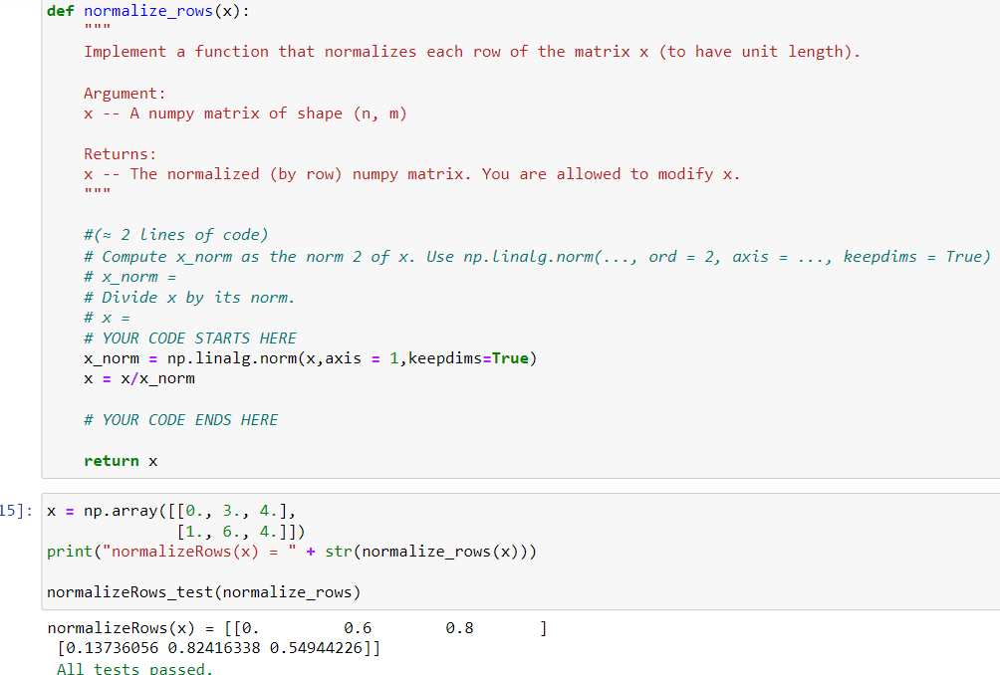 def normalize_rows(x):
    """
    Implement a function that normalizes each row of the matrix x (to have unit length).

    Argument:
    x -- A numpy matrix of shape (n, m)

    Returns:
    x -- The normalized (by row) numpy matrix. You are allowed to modify x.
    """

    #(≈ 2 lines of code)
    # Compute x_norm as the norm 2 of x. Use np.linalg.norm(..., ord = 2, axis = ..., keepdims = True)
    # x_norm =
    # Divide x by its norm.
    # x =
    # YOUR CODE STARTS HERE
    x_norm = np.linalg.norm(x,axis = 1,keepdims=True)
    x = x/x_norm

    # YOUR CODE ENDS HERE

    return x

15]: x = np.array([[0., 3., 4.],
              [1., 6., 4.]])
print("normalizeRows(x) = " + str(normalize_rows(x)))

normalizeRows_test(normalize_rows)

normalizeRows(x) = [[0.         0.6        0.8       ]
 [0.13736056 0.82416338 0.54944226]]
 All tests passed.